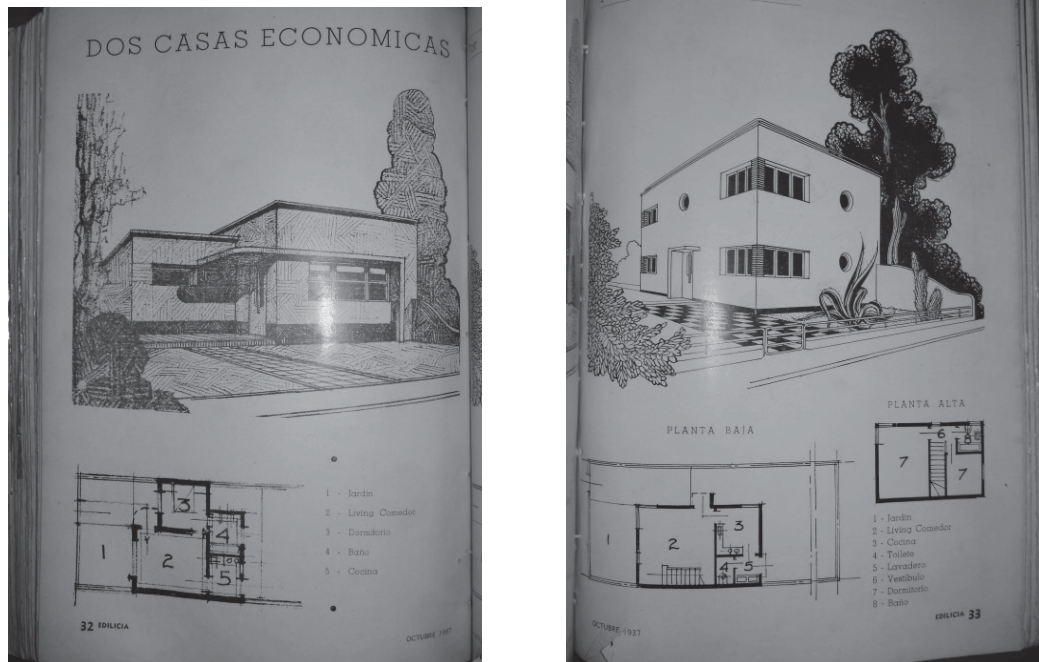 DOS CASAS ECONOMICAS
1 - Jardin
2 - Living Comedor
3 - Dormitorio
4 - Baño
5 - Cocina
1
2
3
4
5
32 EDILICIA
OCTUBRE 1937
PLANTA ALTA
6
7
7
8
PLANTA BAJA
1
2
3
4
5
1 - Jardin
2 - Living Comedor
3 - Cocina
4 - Toilete
5 - Lavadero
6 - Vestibulo
7 - Dormitorio
8 - Baño
OCTUBRE 1937
EDILICIA 33